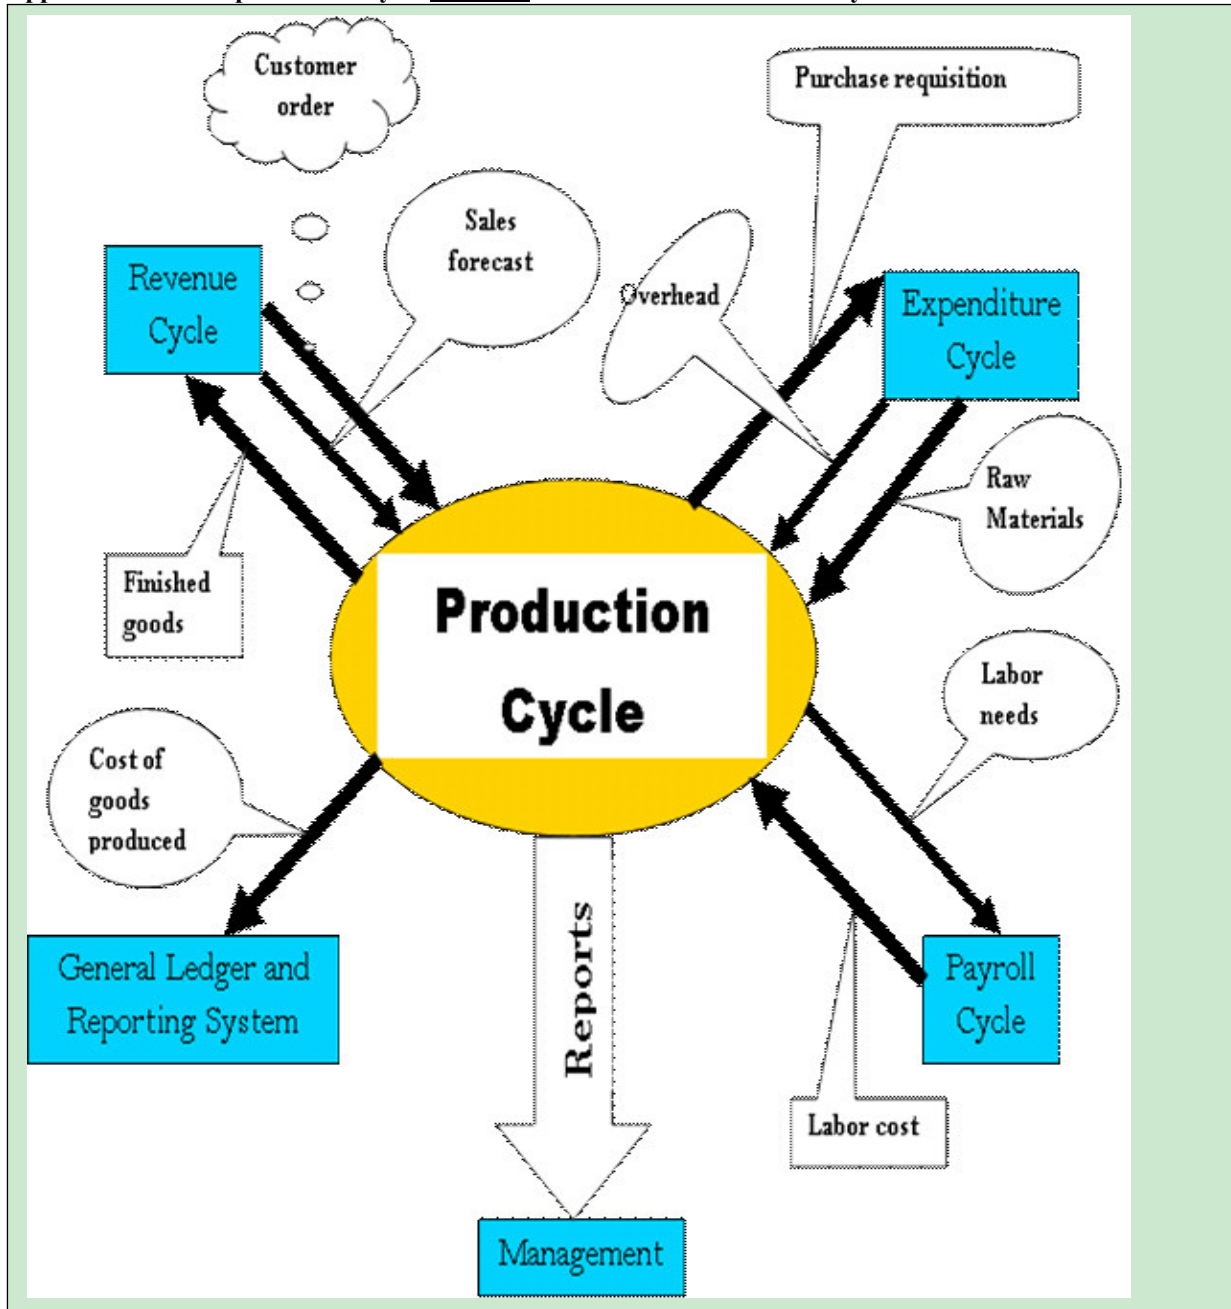 Customer
order
Purchase requisition
Sales
forecast
Overhead
Revenue
Cycle
Expenditure
Cycle
Raw
Materials
Finished
goods
Production
Cycle
Labor
needs
Cost of
goods
produced
Reports
General Ledger and
Reporting System
Payroll
Cycle
Labor cost
Management